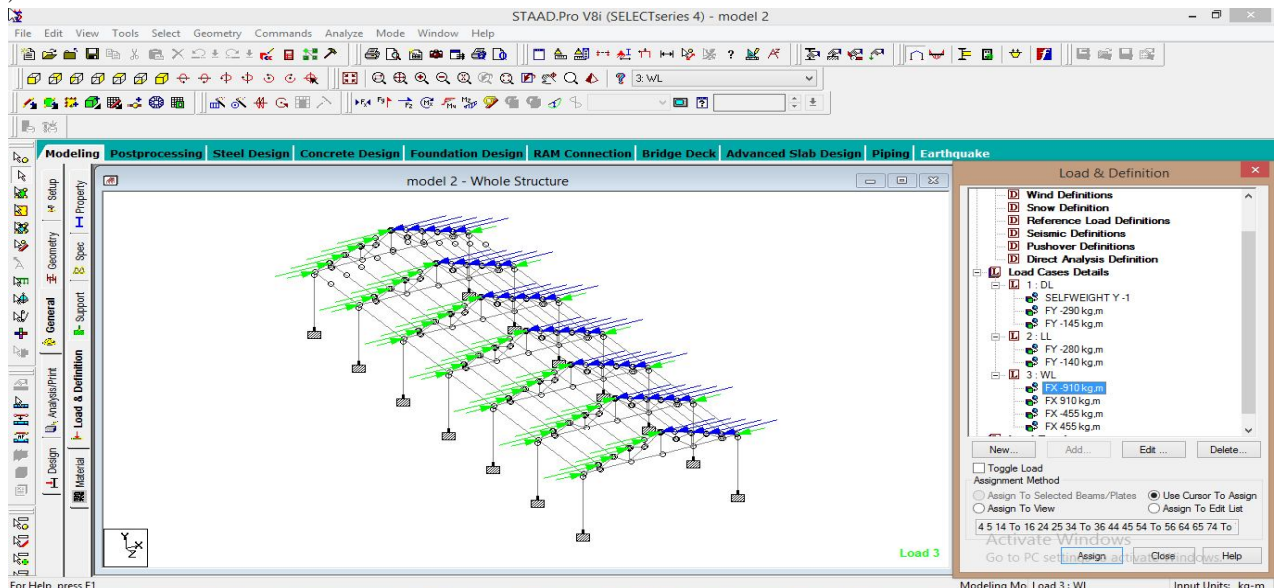 STAAD.Pro V8i (SELECTseries 4) - model 2
File Edit View Tools Select Geometry Commands Analyze Mode Window Help
3: WL
Modeling Postprocessing Steel Design Concrete Design Foundation Design RAM Connection Bridge Deck Advanced Slab Design Piping Earthquake
model 2 - Whole Structure
Setup
Geometry
General
Analysis/Print
Design
Property
Spec
Support
Load & Definition
Material
Y
X
Z
Load 3
Load & Definition
Wind Definitions
Snow Definition
Reference Load Definitions
Seismic Definitions
Pushover Definitions
Direct Analysis Definition
Load Cases Details
1 : DL
SELFWEIGHT Y -1
FY -290 kg,m
FY -145 kg,m
2 : LL
FY -280 kg,m
FY -140 kg,m
3 : WL
FX -910 kg,m
FX 910 kg,m
FX -455 kg,m
FX 455 kg,m
New... Add... Edit ... Delete...
Toggle Load
Assignment Method
Assign To Selected Beams/Plates Use Cursor To Assign
Assign To View Assign To Edit List
4 5 14 To 16 24 25 34 To 36 44 45 54 To 56 64 65 74 To
Activate Windows
Go to PC settings to activate Windows.
Assign Close Help
For Help, press F1 Modeling Mo Load 3 : WL Input Units: kg-m